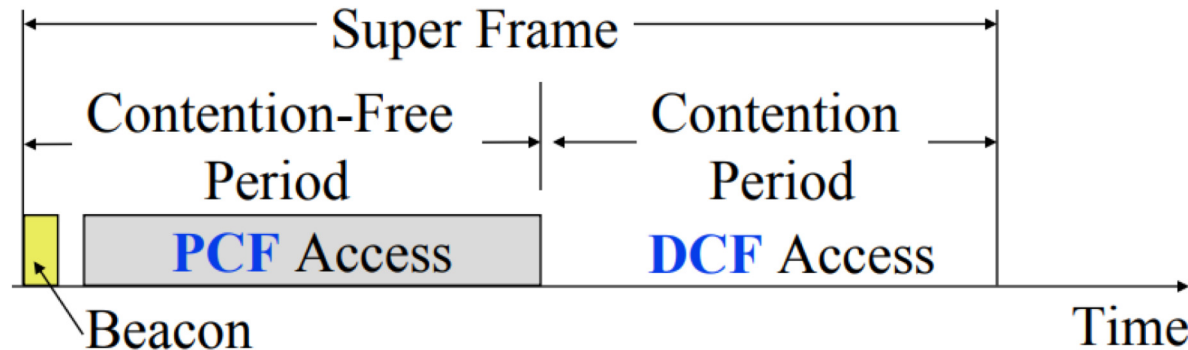 Super Frame
Contention-Free
Period
Contention
Period
PCF Access
DCF Access
Beacon
Time